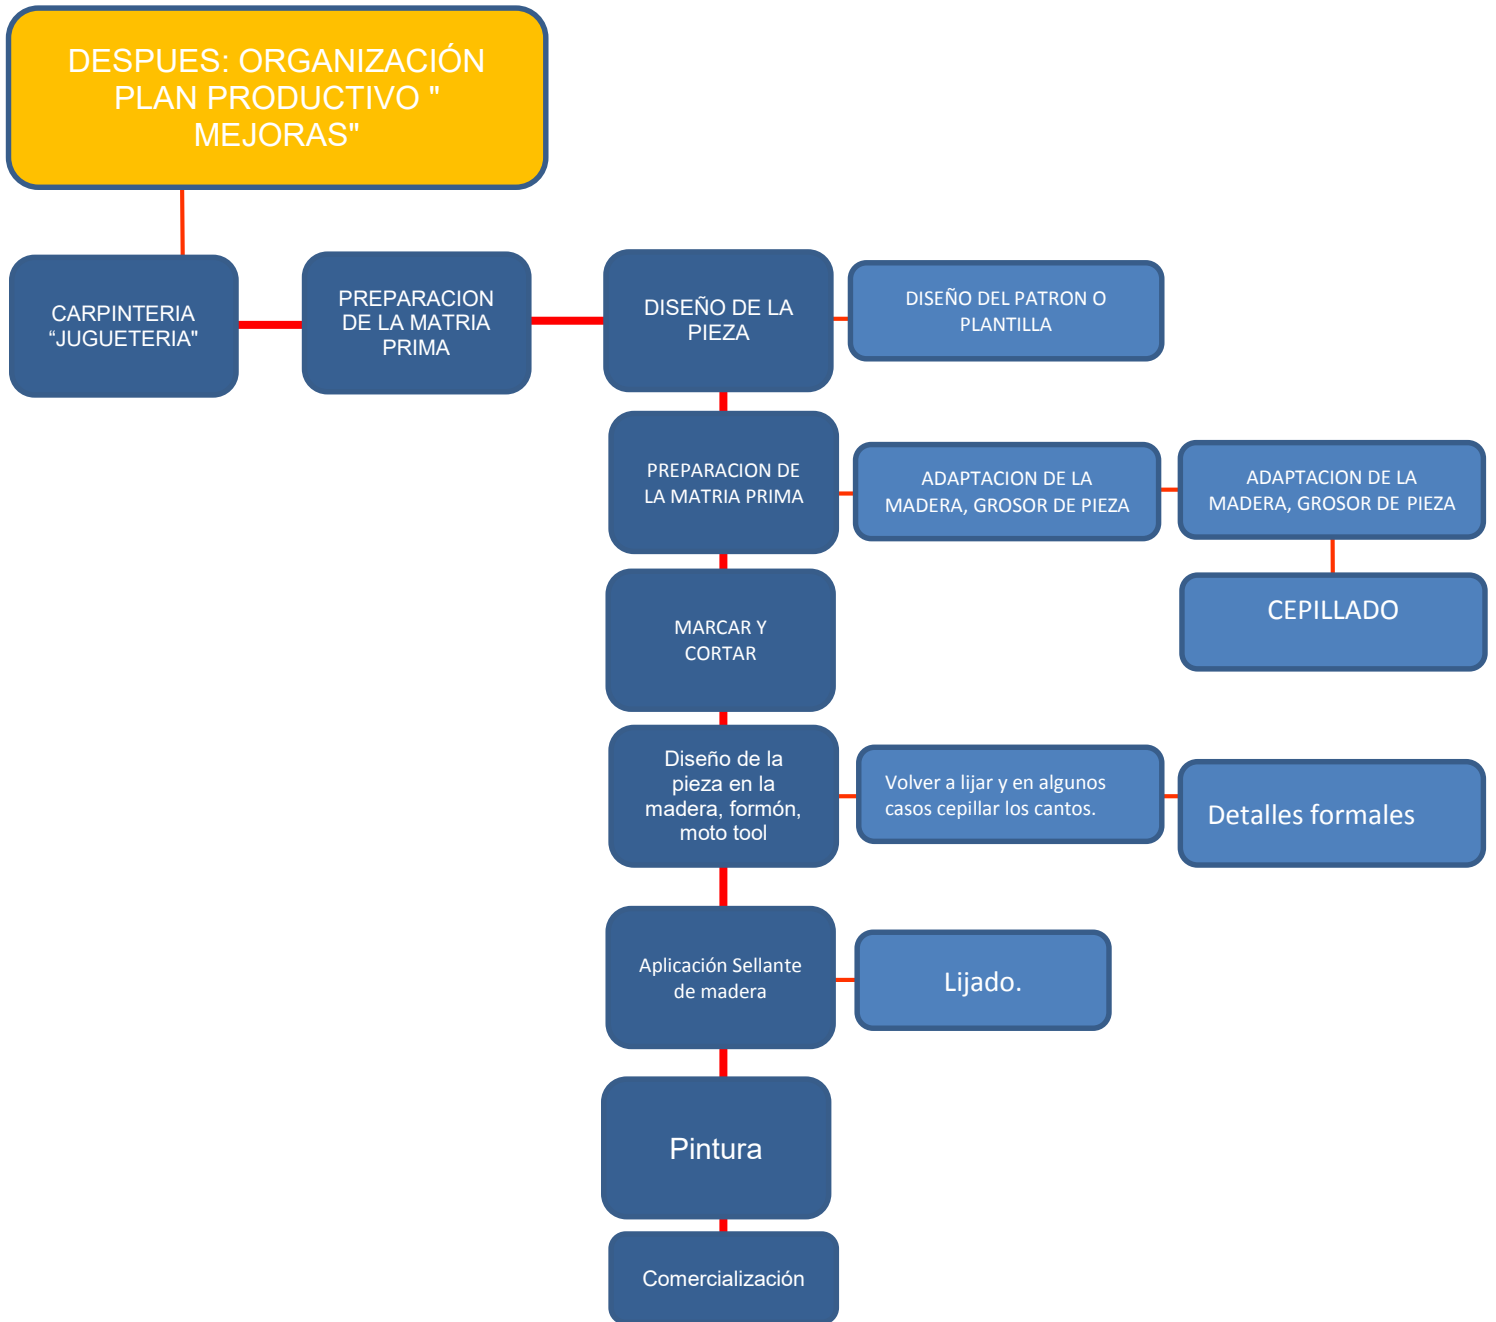 DESPUES: ORGANIZACIÓN
PLAN PRODUCTIVO "
MEJORAS"
CARPINTERIA
“JUGUETERIA"
PREPARACION
DE LA MATRIA
PRIMA
DISEÑO DE LA
PIEZA
DISEÑO DEL PATRON O
PLANTILLA
PREPARACION DE
LA MATRIA PRIMA
ADAPTACION DE LA
MADERA, GROSOR DE PIEZA
ADAPTACION DE LA
MADERA, GROSOR DE PIEZA
CEPILLADO
MARCAR Y
CORTAR
Diseño de la
pieza en la
madera, formón,
moto tool
Volver a lijar y en algunos
casos cepillar los cantos.
Detalles formales
Aplicación Sellante
de madera
Lijado.
Pintura
Comercialización